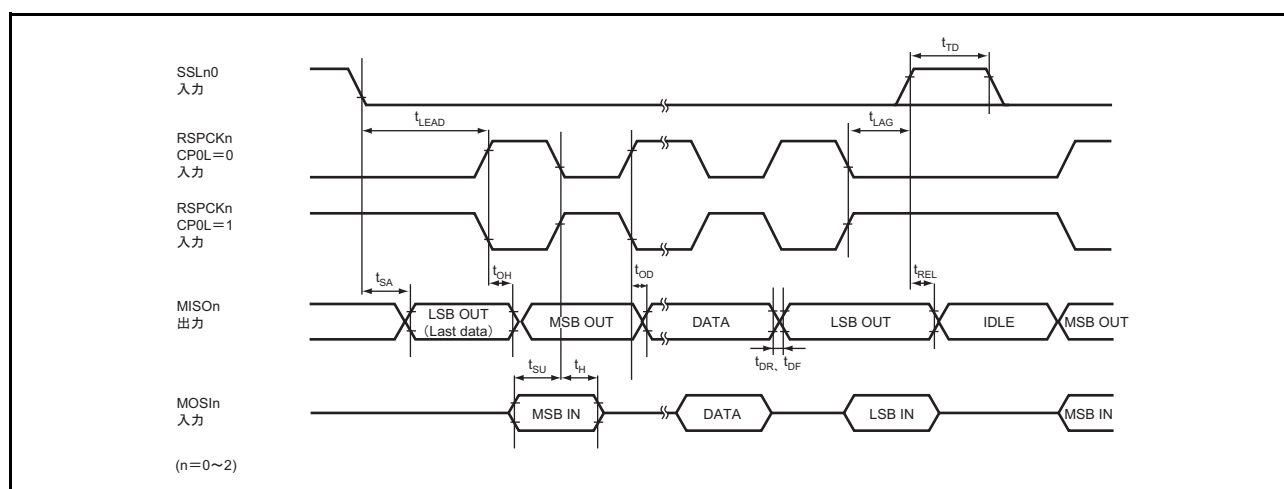 SSLn0
入力
tTD
tLEAD
tLAG
RSPCKn
CP0L=0
入力
RSPCKn
CP0L=1
入力
tSA
tOH
tOD
tREL
MISOn
出力
LSB OUT
(Last data)
MSB OUT
DATA
LSB OUT
IDLE
MSB OUT
tSU
tH
tDR、tDF
MOSIn
入力
MSB IN
DATA
LSB IN
MSB IN
(n=0～2)